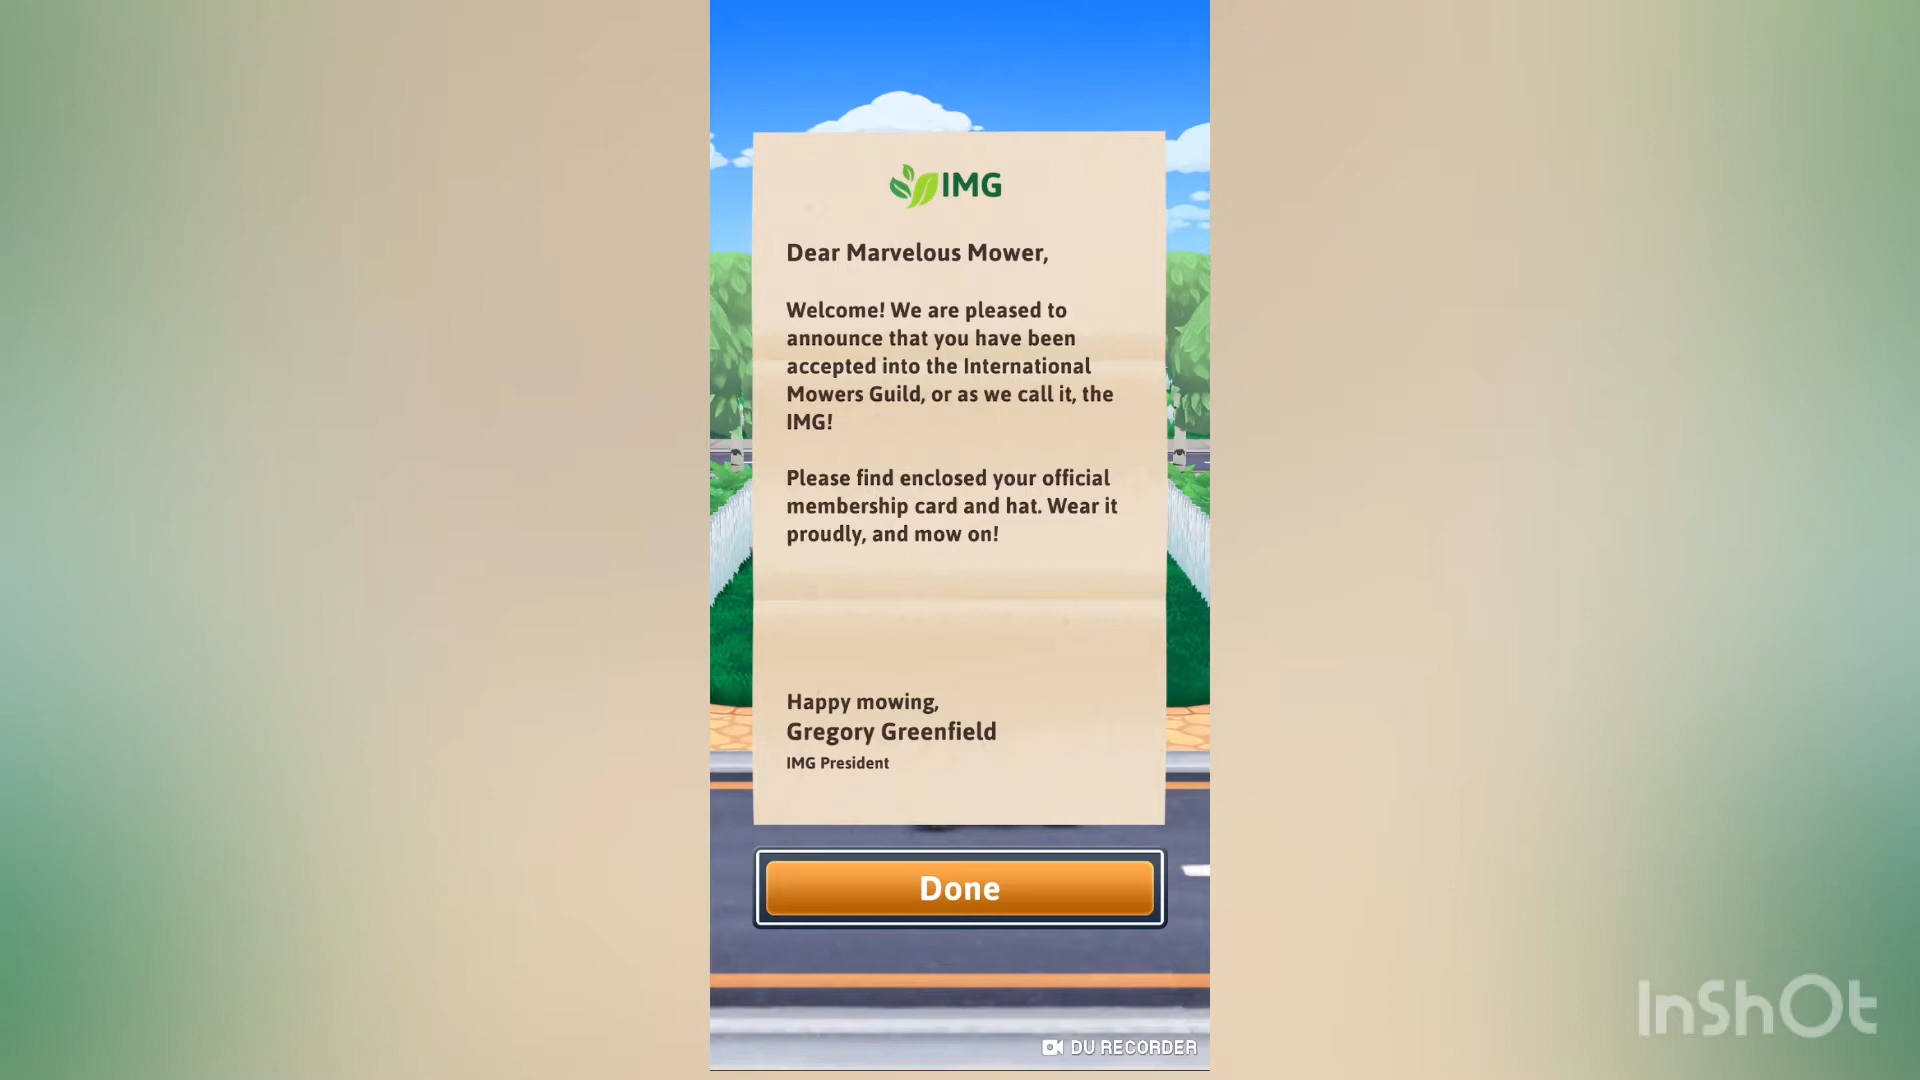 IMG
Dear Marvelous Mower,
Welcome! We are pleased to
announce that you have been
accepted into the International
Mowers Guild, or as we call it, the
IMG!
Please find enclosed your official
membership card and hat. Wear it
proudly, and mow on!
Happy mowing,
Gregory Greenfield
IMG President
Done
DU RECORDER
InShOt